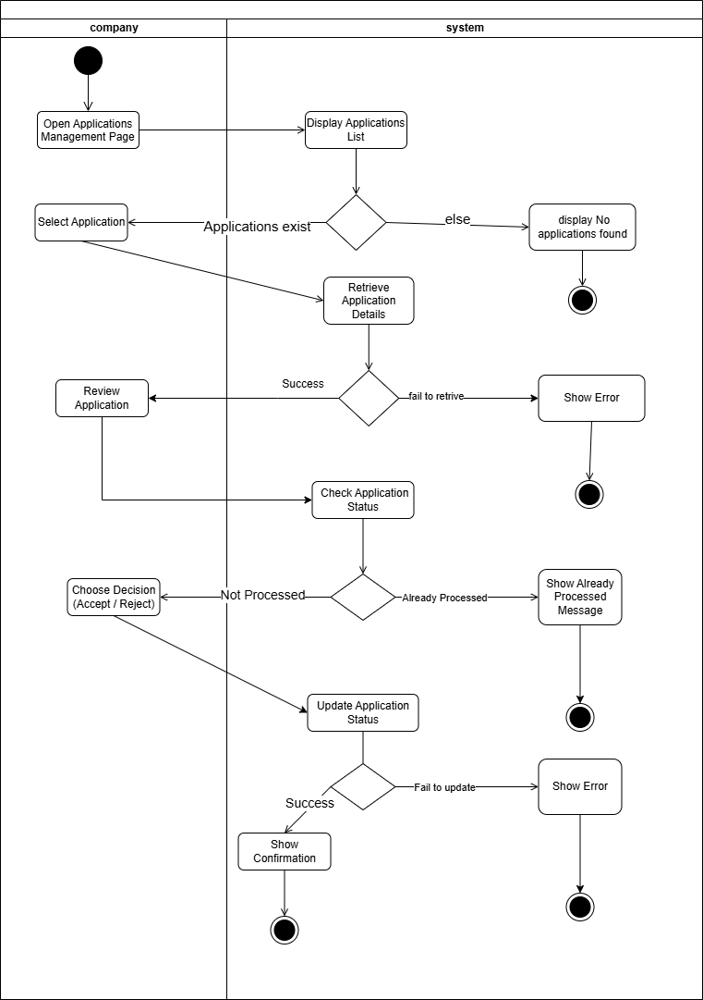 company
system
Open Applications
Management Page
Display Applications
List
Select Application
Applications exist
else
display No
applications found
Retrieve
Application
Details
Success
fail to retrive
Review
Application
Show Error
Check Application
Status
Choose Decision
(Accept / Reject)
Not Processed
Already Processed
Show Already
Processed
Message
Update Application
Status
Success
Fail to update
Show Error
Show
Confirmation